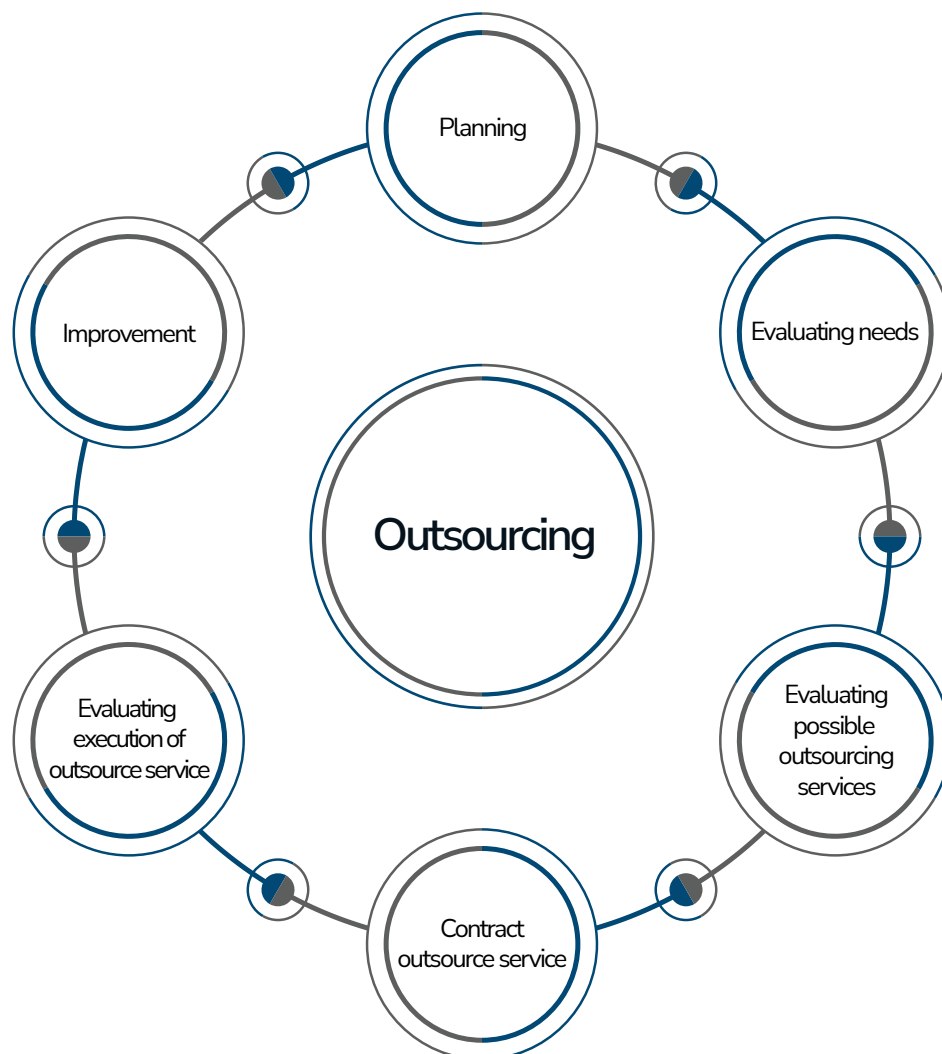 Planning
Improvement
Evaluating needs
Outsourcing
Evaluating
execution of
outsource service
Evaluating
possible
outsourcing
services
Contract
outsource service